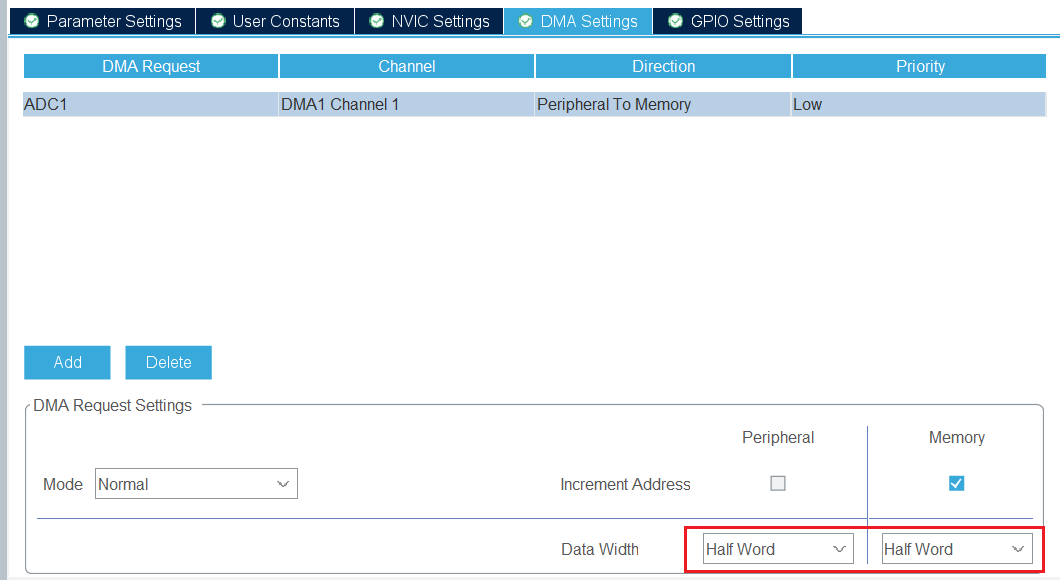 Parameter Settings User Constants NVIC Settings DMA Settings GPIO Settings
DMA Request Channel Direction Priority
ADC1 DMA1 Channel 1 Peripheral To Memory Low
Add Delete
DMA Request Settings
Peripheral Memory
Mode Normal Increment Address
Data Width Half Word Half Word